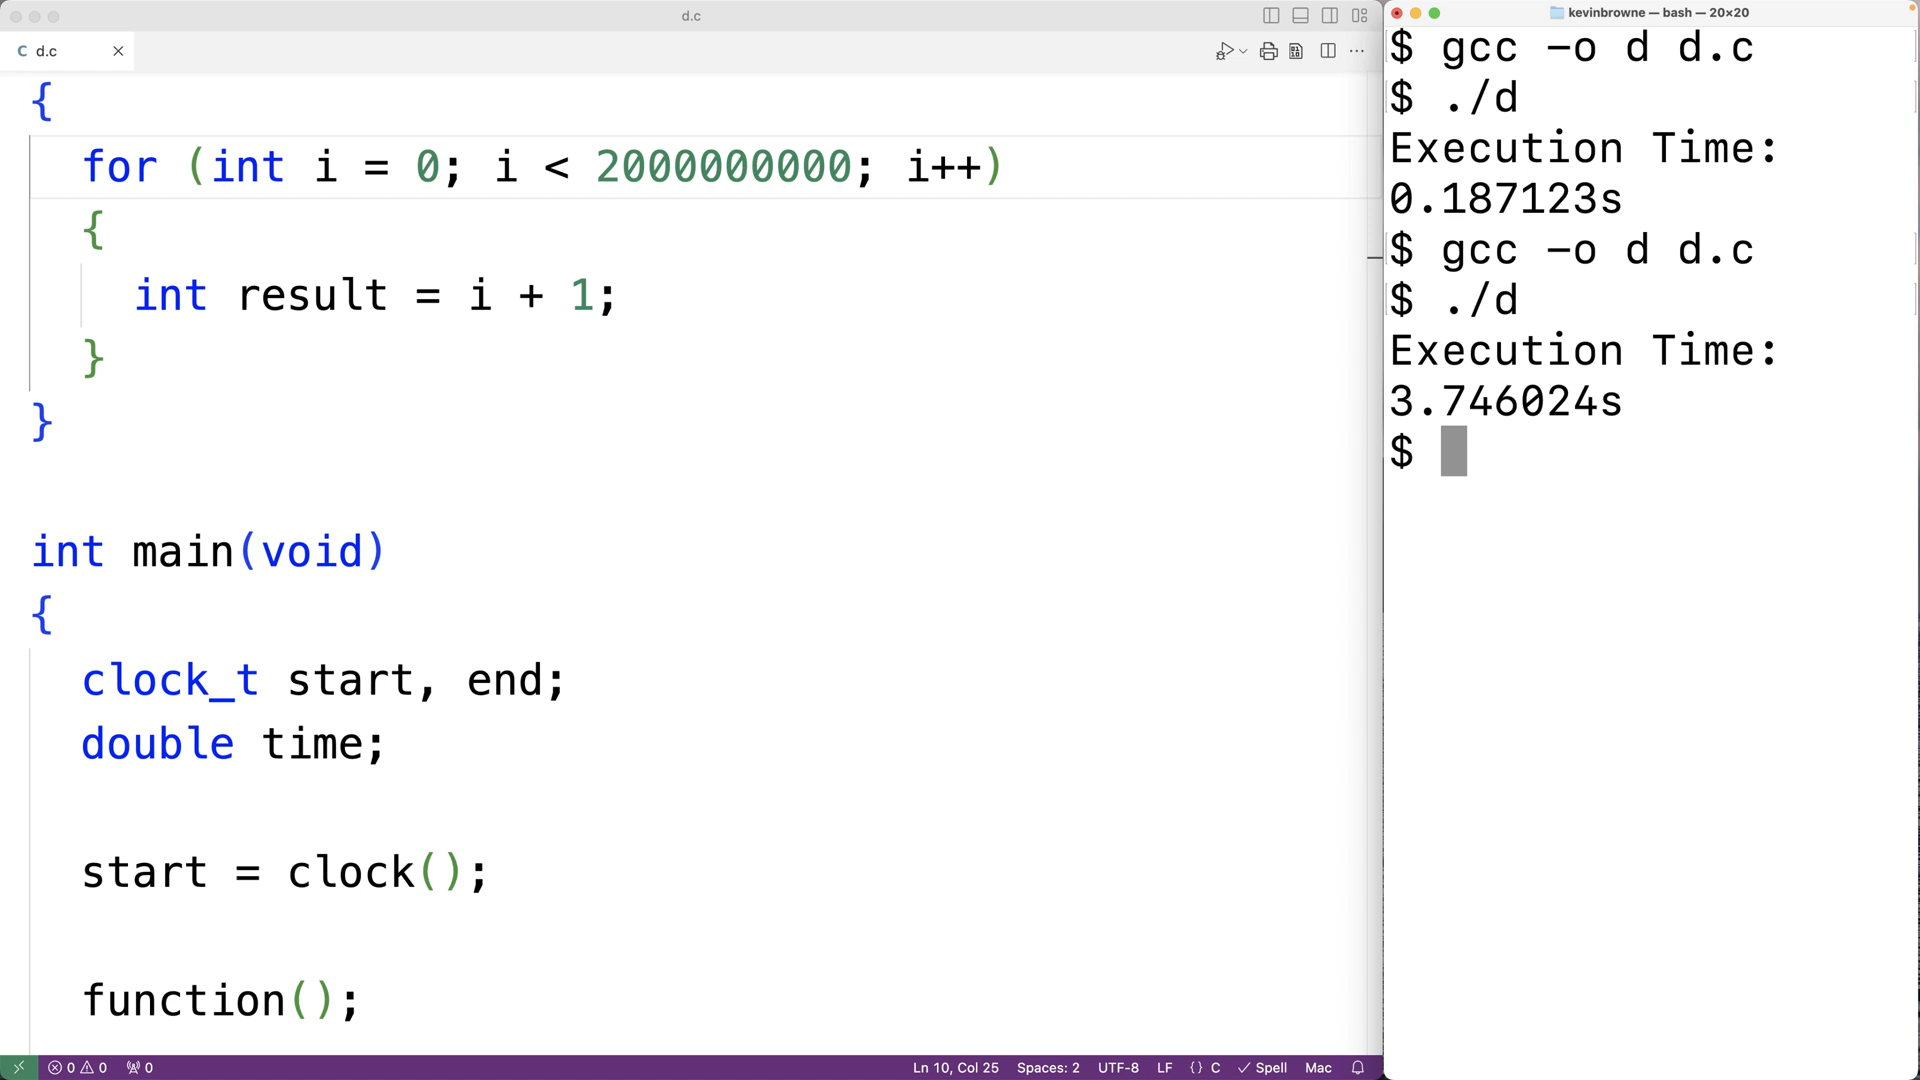 d.c
C d.c
{
for (int i = 0; i < 2000000000; i++)
{
int result = i + 1;
}
}
int main(void)
{
clock_t start, end;
double time;
start = clock();
function();
0 0 0
Ln 10, Col 25 Spaces: 2 UTF-8 LF {} C Spell Mac
kevinbrowne — bash — 20×20
$ gcc -o d d.c
$ ./d
Execution Time:
0.187123s
$ gcc -o d d.c
$ ./d
Execution Time:
3.746024s
$